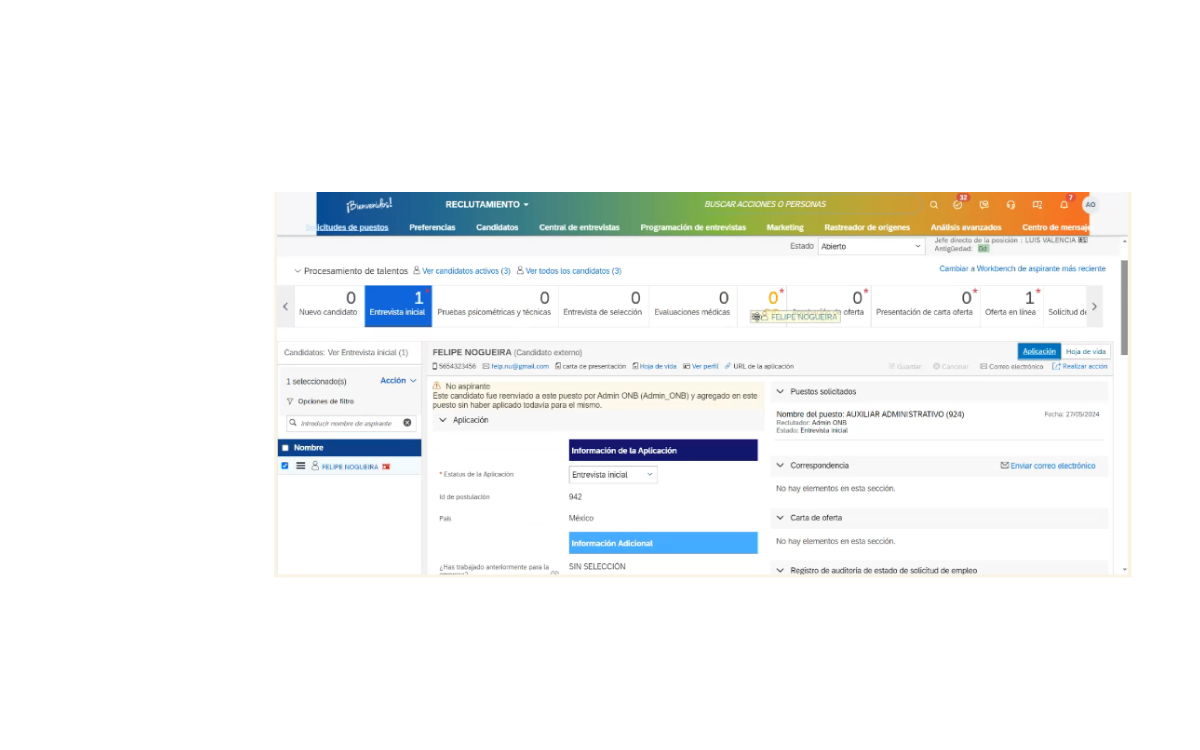 ¡Bienvenidos!
RECLUTAMIENTO
BUSCAR ACCIONES O PERSONAS
32
7
AO
licitudes de puestos
Preferencias
Candidatos
Central de entrevistas
Programación de entrevistas
Marketing
Rastreador de orígenes
Análisis avanzados
Centro de mensaje
Estado
Abierto
Jefe directo de la posición : LUIS VALENCIA
Antigüedad:
Procesamiento de talentos
Ver candidatos activos (3)
Ver todos los candidatos (3)
Cambiar a Workbench de aspirante más reciente
0
Nuevo candidato
1
Entrevista inicial
0
Pruebas psicométricas y técnicas
0
Entrevista de selección
0
Evaluaciones médicas
0
FELIPE NOGUEIRA
0
de oferta
0
Presentación de carta oferta
1
Oferta en línea
Solicitud de
Candidatos: Ver Entrevista inicial (1)
1 seleccionado(s)
Acción
Opciones de filtro
Introducir nombre de aspirante
Nombre
FELIPE NOGUEIRA
FELIPE NOGUEIRA (Candidato externo)
Aplicación
Hoja de vida
5654323456
feip.nu@gmail.com
carta de presentación
Hoja de vida
Ver perfil
URL de la aplicación
Guardar
Cancelar
Correo electrónico
Realizar acción
No aspirante
Este candidato fue reenviado a este puesto por Admin ONB (Admin_ONB) y agregado en este
puesto sin haber aplicado todavía para el mismo.
Aplicación
Información de la Aplicación
* Estatus de la Aplicación:
Entrevista inicial
Id de postulación
942
País
México
Información Adicional
¿Has trabajado anteriormente para la
empresa?
SIN SELECCIÓN
Puestos solicitados
Nombre del puesto: AUXILIAR ADMINISTRATIVO (924)
Fecha: 27/05/2024
Reclutador: Admin ONB
Estado: Entrevista inicial
Correspondencia
Enviar correo electrónico
No hay elementos en esta sección.
Carta de oferta
No hay elementos en esta sección.
Registro de auditoría de estado de solicitud de empleo